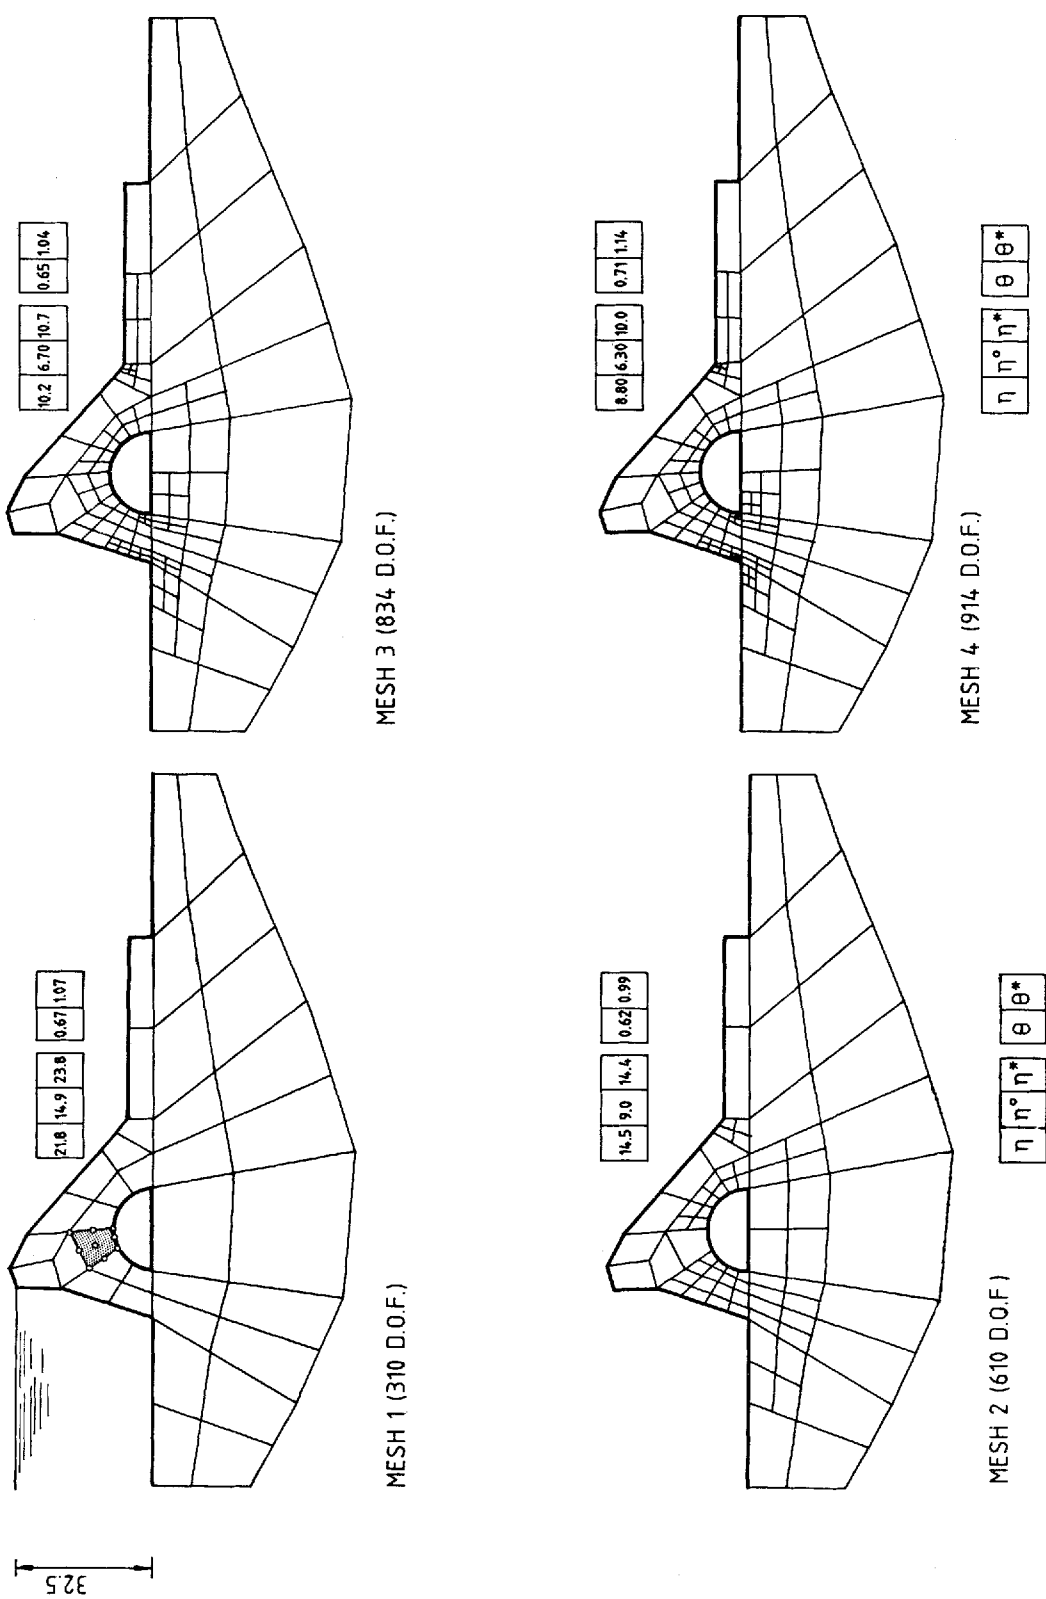 32.5
21.8 14.9 23.8
0.67 1.07
MESH 1 (310 D.O.F.)
10.2 6.70 10.7
0.65 1.04
MESH 3 (834 D.O.F.)
14.5 9.0 14.4
0.62 0.99
MESH 2 (610 D.O.F)
η η° η*
θ θ*
8.80 6.30 10.0
0.71 1.14
MESH 4 (914 D.O.F.)
η η° η*
θ θ*